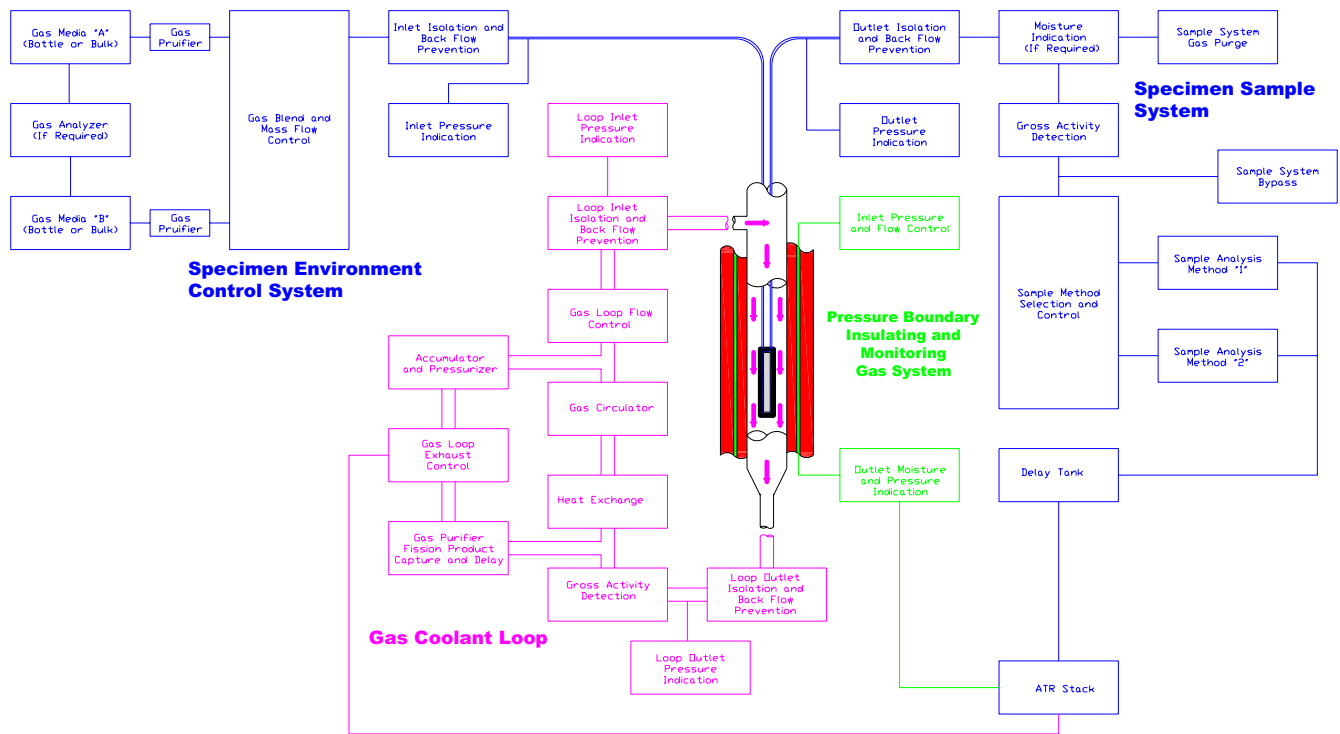 Gas Media "A"
(Bottle or Bulk)
Gas
Pruifier
Gas Analyzer
(If Required)
Gas Media "B"
(Bottle or Bulk)
Gas
Pruifier
Gas Blend and
Mass Flow
Control
Inlet Isolation and
Back Flow
Prevention
Inlet Pressure
Indication
Specimen Environment
Control System
Loop Inlet
Pressure
Indication
Loop Inlet
Isolation and
Back Flow
Prevention
Gas Loop Flow
Control
Accumulator
and Pressurizer
Gas Circulator
Gas Loop
Exhaust
Control
Heat Exchange
Gas Purifier
Fission Product
Capture and Delay
Gross Activity
Detection
Loop Outlet
Isolation and
Back Flow
Prevention
Gas Coolant Loop
Loop Outlet
Pressure
Indication
Outlet Isolation
and Back Flow
Prevention
Moisture
Indication
(If Required)
Sample System
Gas Purge
Specimen Sample
System
Outlet
Pressure
Indication
Gross Activity
Detection
Sample System
Bypass
Inlet Pressure
and Flow Control
Pressure Boundary
Insulating and
Monitoring
Gas System
Sample Method
Selection and
Control
Sample Analysis
Method "1"
Sample Analysis
Method "2"
Outlet Moisture
and Pressure
Indication
Delay Tank
ATR Stack